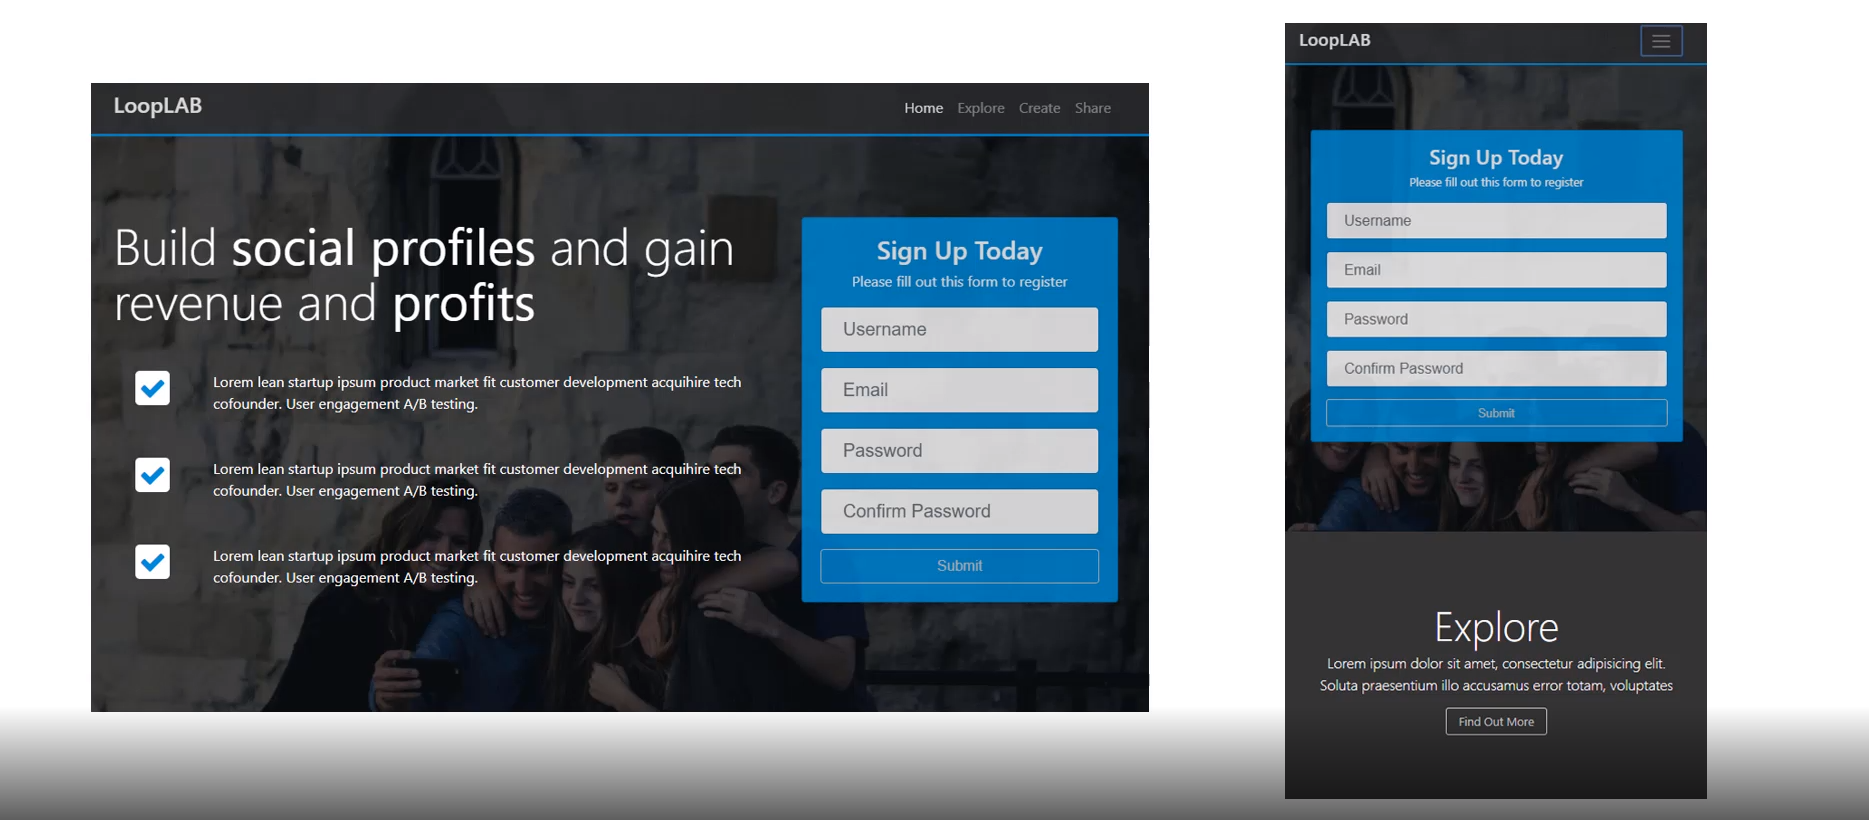 LoopLAB
Home Explore Create Share
Build social profiles and gain
revenue and profits
Lorem lean startup ipsum product market fit customer development acquihire tech
cofounder. User engagement A/B testing.
Lorem lean startup ipsum product market fit customer development acquihire tech
cofounder. User engagement A/B testing.
Lorem lean startup ipsum product market fit customer development acquihire tech
cofounder. User engagement A/B testing.
Sign Up Today
Please fill out this form to register
Username
Email
Password
Confirm Password
Submit
LoopLAB
Sign Up Today
Please fill out this form to register
Username
Email
Password
Confirm Password
Submit
Explore
Lorem ipsum dolor sit amet, consectetur adipisicing elit.
Soluta praesentium illo accusamus error totam, voluptates
Find Out More